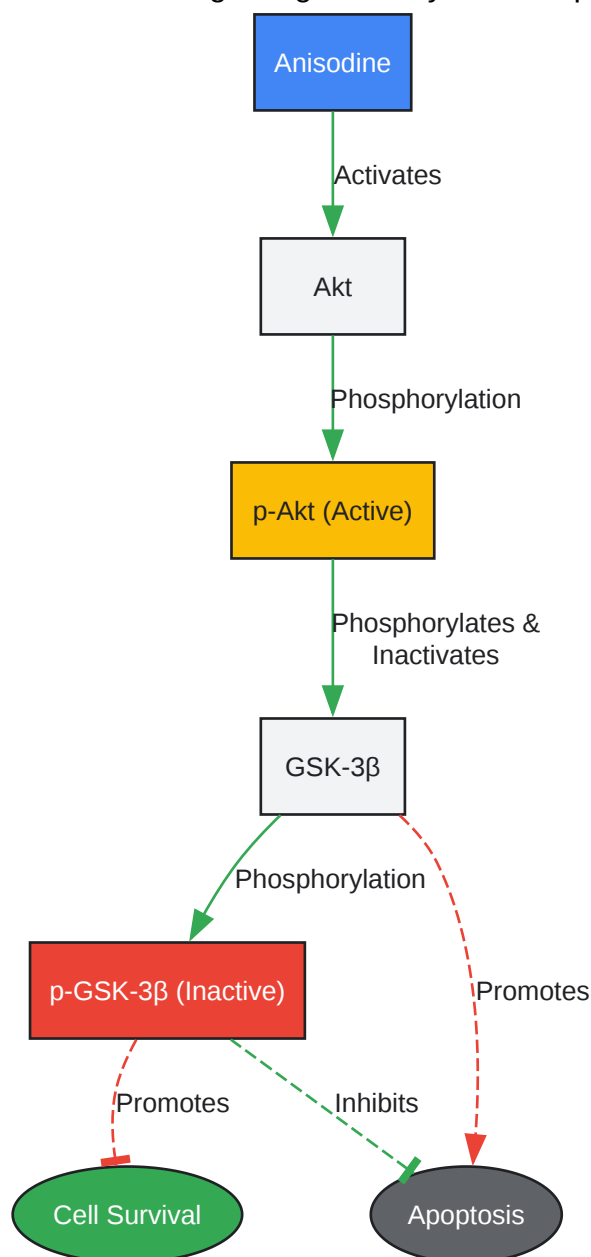 Anisodine
Activates
Akt
Phosphorylation
p-Akt (Active)
Phosphorylates &
Inactivates
GSK-3β
Phosphorylation
p-GSK-3β (Inactive)
Promotes
Promotes
Inhibits
Cell Survival
Apoptosis